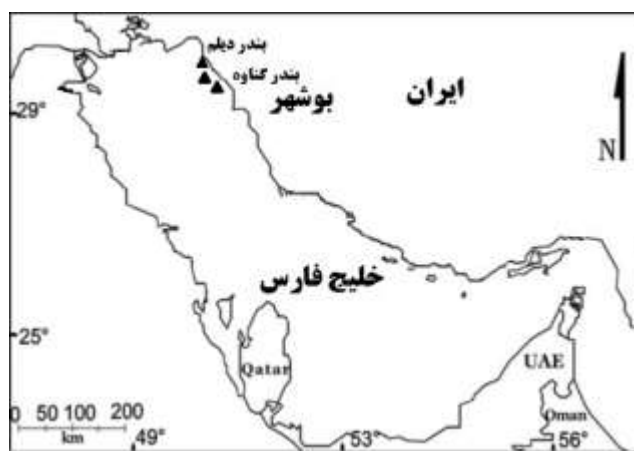 بندر دیلم
بندر گناوه
بوشهر
ایران
29°
N
خلیج فارس
25°
Qatar
UAE
Oman
0 50 100 200
km
49°
53°
56°